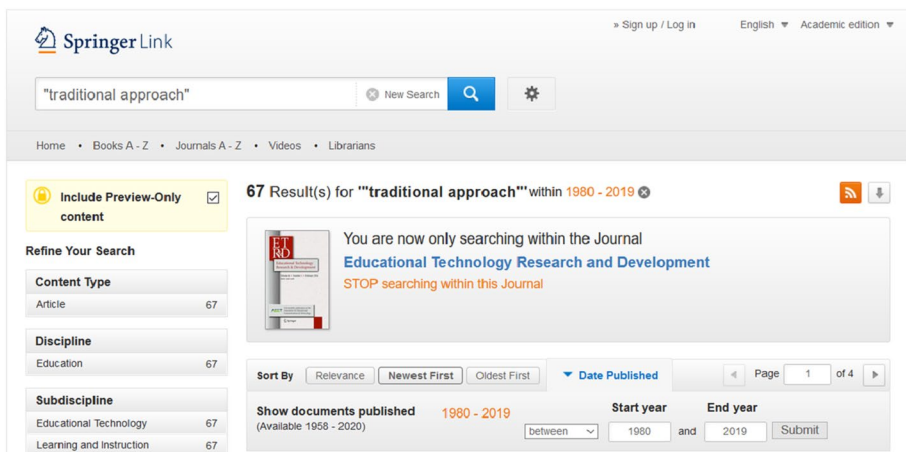 » Sign up / Log in English Academic edition
Springer Link
"traditional approach" New Search
Home • Books A - Z • Journals A - Z • Videos • Librarians
Include Preview-Only
content
Refine Your Search
Content Type
Article 67
Discipline
Education 67
Subdiscipline
Educational Technology 67
Learning and Instruction 67
67 Result(s) for '"traditional approach"' within 1980 - 2019
ET
RD
You are now only searching within the Journal
Educational Technology Research and Development
STOP searching within this Journal
Sort By Relevance Newest First Oldest First Date Published Page 1 of 4
Show documents published 1980 - 2019 Start year End year
(Available 1958 - 2020) between 1980 and 2019 Submit